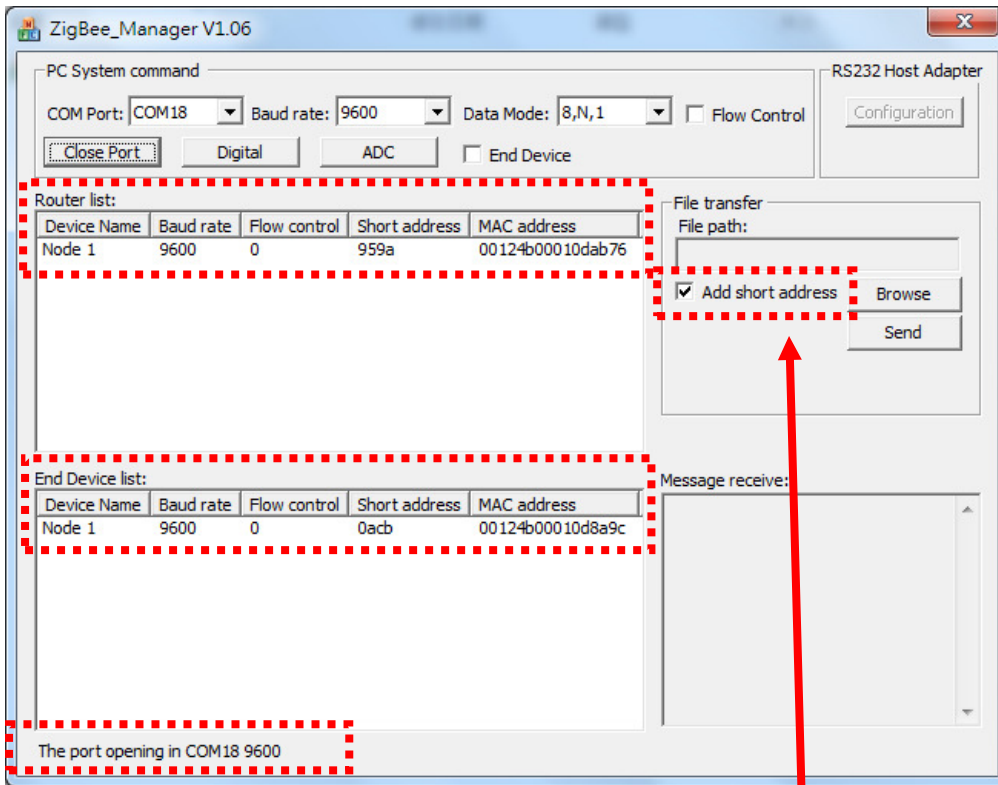 ZigBee_Manager V1.06
PC System command
COM Port: COM18 Baud rate: 9600 Data Mode: 8,N,1 Flow Control
Close Port Digital ADC End Device
RS232 Host Adapter
Configuration
Router list:
Device Name Baud rate Flow control Short address MAC address
Node 1 9600 0 959a 00124b00010dab76
File transfer
File path:
Add short address Browse
Send
End Device list:
Device Name Baud rate Flow control Short address MAC address
Node 1 9600 0 0acb 00124b00010d8a9c
Message receive:
The port opening in COM18 9600